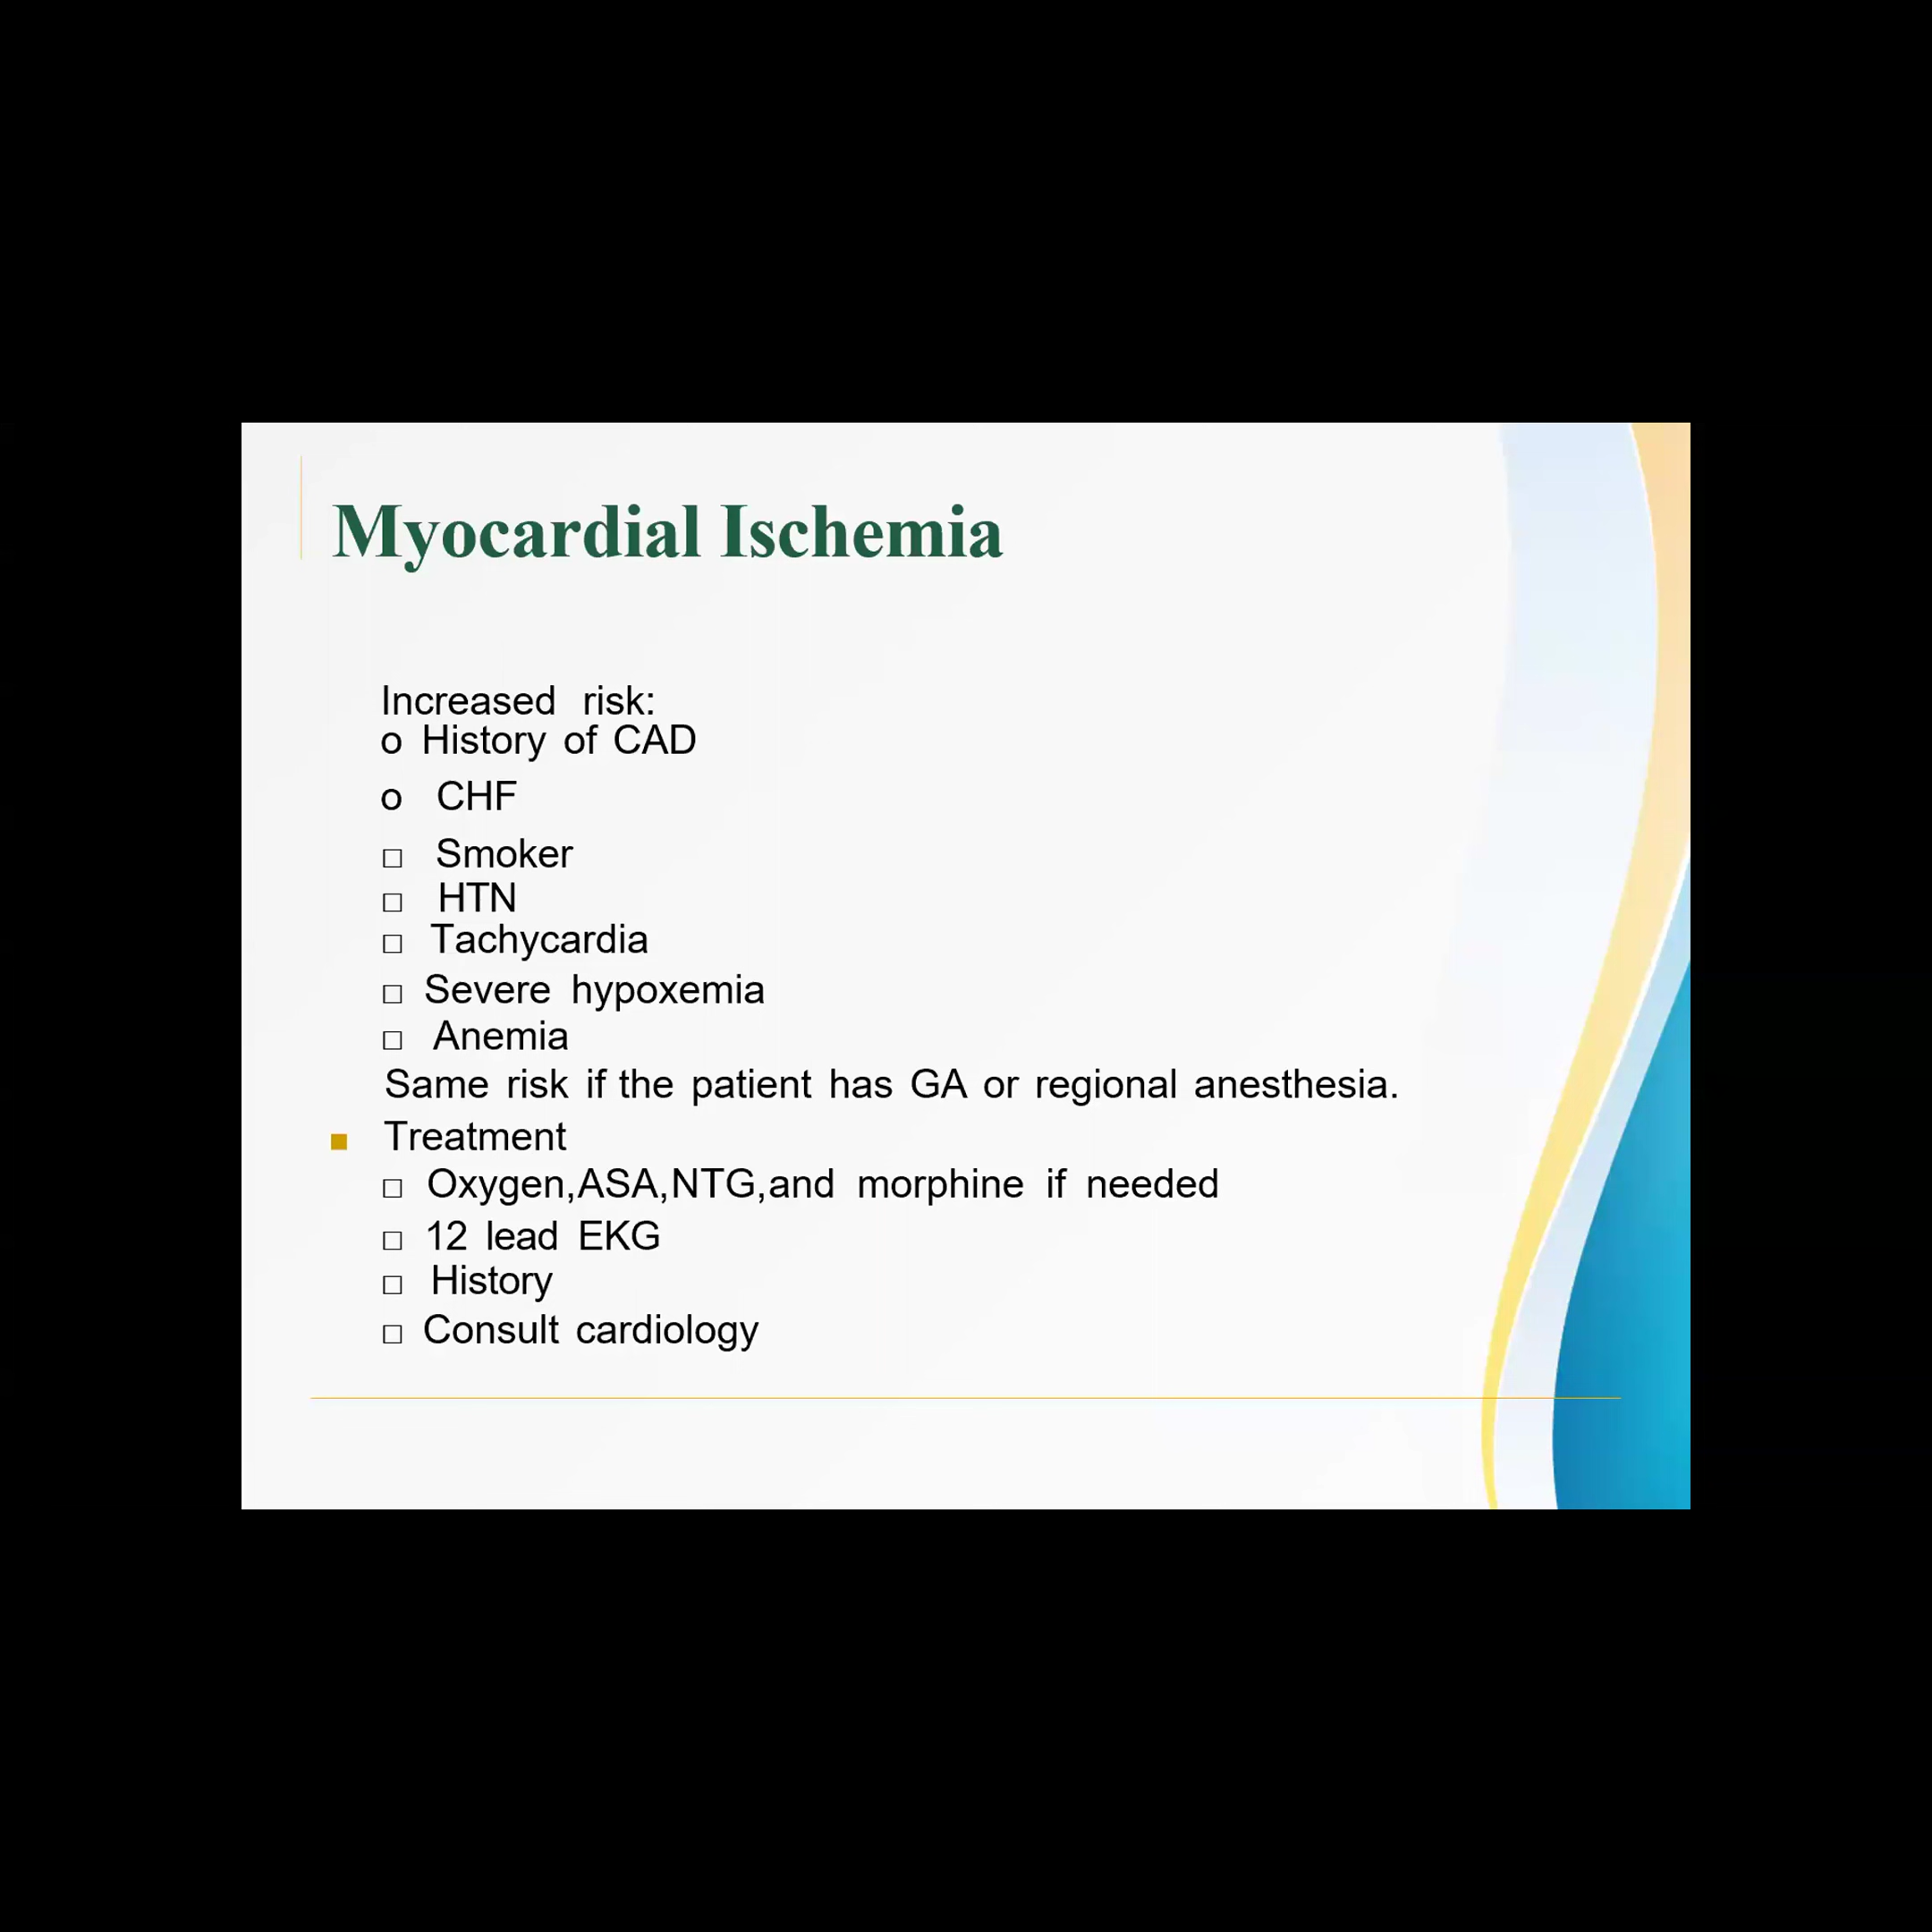 Myocardial Ischemia
Increased risk:
o History of CAD
o CHF
□ Smoker
□ HTN
□ Tachycardia
□ Severe hypoxemia
□ Anemia
Same risk if the patient has GA or regional anesthesia.
■ Treatment
□ Oxygen,ASA,NTG,and morphine if needed
□ 12 lead EKG
□ History
□ Consult cardiology